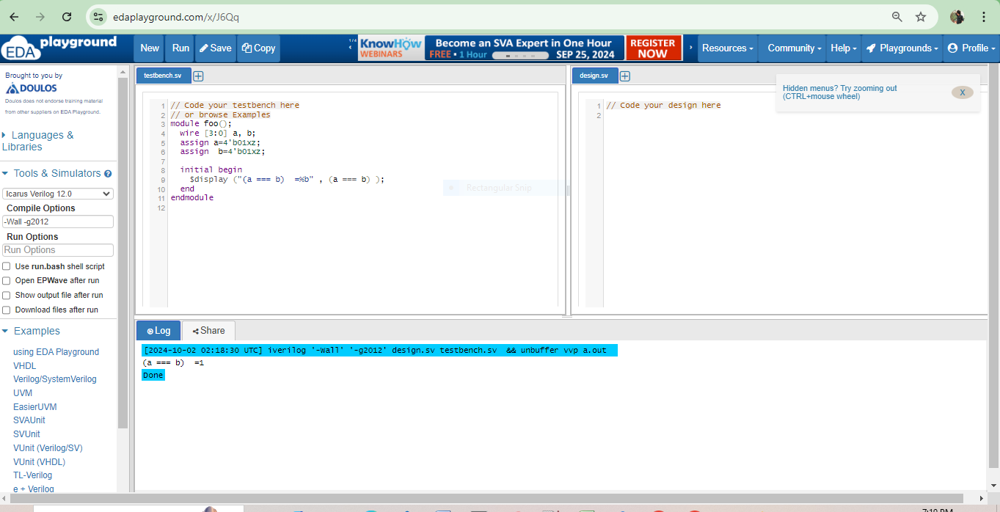 edaplayground.com/x/J6Qq
EDA playground
New Run Save Copy
1/4
KnowHow WEBINARS
Become an SVA Expert in One Hour
FREE • 1 Hour SEP 25, 2024
REGISTER NOW
Resources Community Help Playgrounds Profile
Brought to you by
DOULOS
Doulos does not endorse training material
from other suppliers on EDA Playground.
Languages &
Libraries
Tools & Simulators
Icarus Verilog 12.0
Compile Options
-Wall -g2012
Run Options
Run Options
Use run.bash shell script
Open EPWave after run
Show output file after run
Download files after run
Examples
using EDA Playground
VHDL
Verilog/SystemVerilog
UVM
EasierUVM
SVAUnit
SVUnit
VUnit (Verilog/SV)
VUnit (VHDL)
TL-Verilog
e + Verilog
testbench.sv
1 // Code your testbench here
2 // or browse Examples
3 module foo();
4 wire [3:0] a, b;
5 assign a=4'b01xz;
6 assign  b=4'b01xz;
7
8 initial begin
9 $display ("(a === b)  =%b" , (a === b) );
10 end
11 endmodule
12
Rectangular Snip
design.sv
1 // Code your design here
2
Hidden menus? Try zooming out
(CTRL+mouse wheel)
X
Log Share
[2024-10-02 02:18:30 UTC] iverilog '-Wall' '-g2012' design.sv testbench.sv  && unbuffer vvp a.out
(a === b)  =1
Done